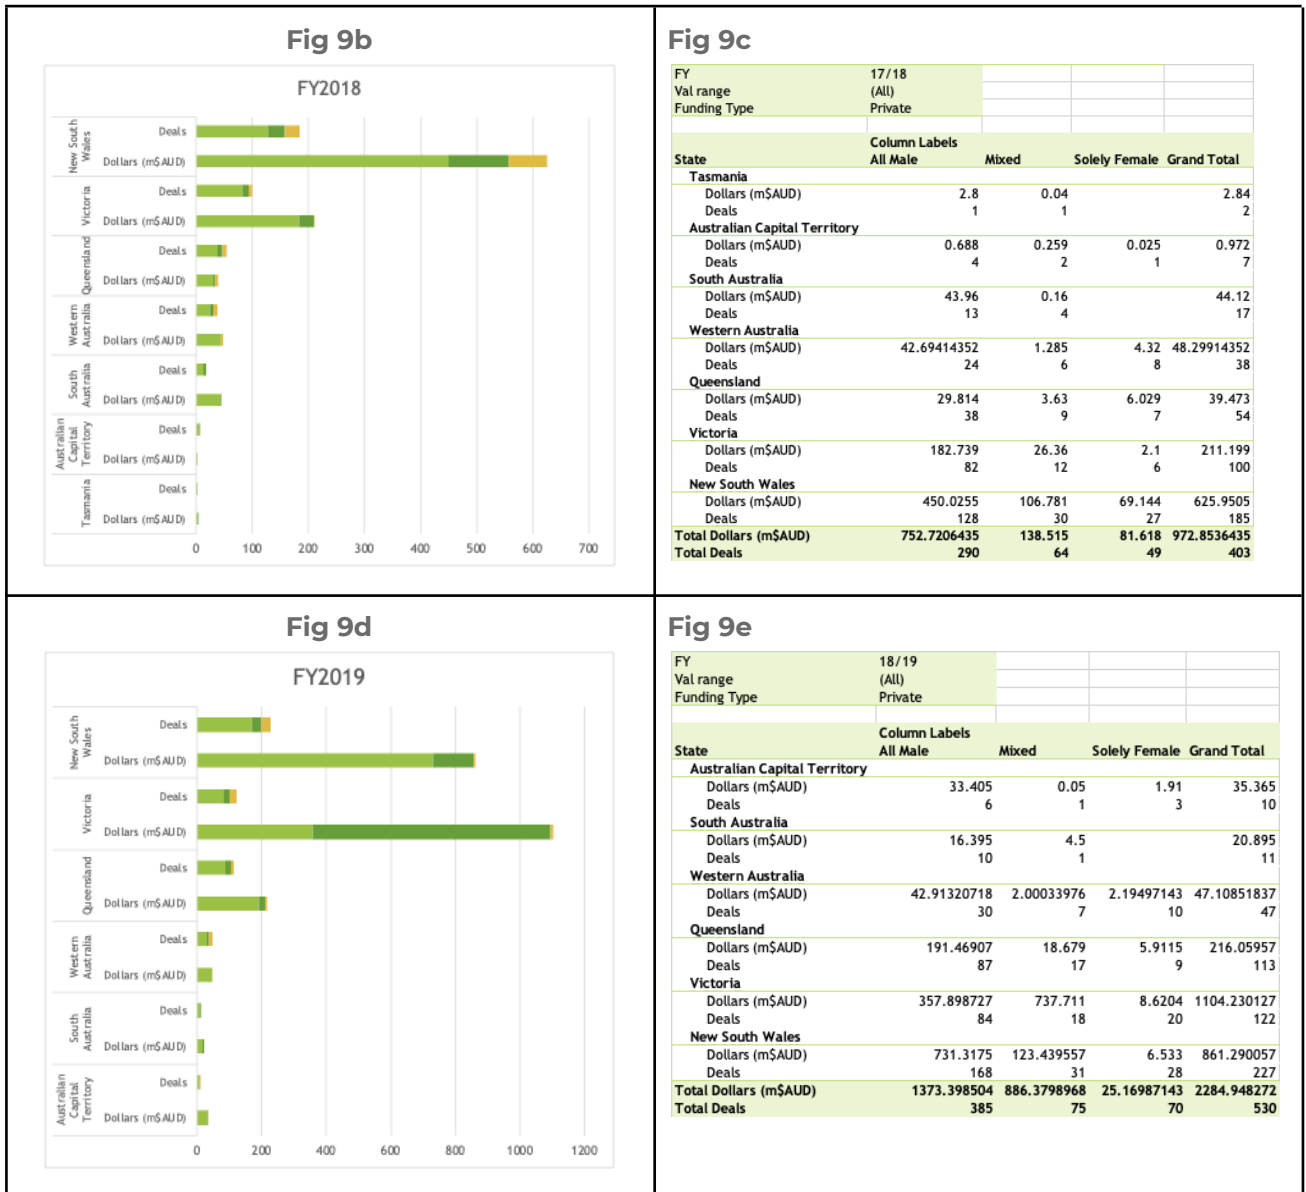 Fig 9b
FY2018
New South Wales
Deals
Dollars (m$AUD)
Victoria
Deals
Dollars (m$AUD)
Queensland
Deals
Dollars (m$AUD)
Western Australia
Deals
Dollars (m$AUD)
South Australia
Deals
Dollars (m$AUD)
Australian Capital Territory
Deals
Dollars (m$AUD)
Tasmania
Deals
Dollars (m$AUD)
0 100 200 300 400 500 600 700
Fig 9c
FY 17/18
Val range (All)
Funding Type Private
Column Labels
State All Male Mixed Solely Female Grand Total
Tasmania
Dollars (m$AUD) 2.8 0.04 2.84
Deals 1 1 2
Australian Capital Territory
Dollars (m$AUD) 0.688 0.259 0.025 0.972
Deals 4 2 1 7
South Australia
Dollars (m$AUD) 43.96 0.16 44.12
Deals 13 4 17
Western Australia
Dollars (m$AUD) 42.69414352 1.285 4.32 48.29914352
Deals 24 6 8 38
Queensland
Dollars (m$AUD) 29.814 3.63 6.029 39.473
Deals 38 9 7 54
Victoria
Dollars (m$AUD) 182.739 26.36 2.1 211.199
Deals 82 12 6 100
New South Wales
Dollars (m$AUD) 450.0255 106.781 69.144 625.9505
Deals 128 30 27 185
Total Dollars (m$AUD) 752.7206435 138.515 81.618 972.8536435
Total Deals 290 64 49 403
Fig 9d
FY2019
New South Wales
Deals
Dollars (m$AUD)
Victoria
Deals
Dollars (m$AUD)
Queensland
Deals
Dollars (m$AUD)
Western Australia
Deals
Dollars (m$AUD)
South Australia
Deals
Dollars (m$AUD)
Australian Capital Territory
Deals
Dollars (m$AUD)
0 200 400 600 800 1000 1200
Fig 9e
FY 18/19
Val range (All)
Funding Type Private
Column Labels
State All Male Mixed Solely Female Grand Total
Australian Capital Territory
Dollars (m$AUD) 33.405 0.05 1.91 35.365
Deals 6 1 3 10
South Australia
Dollars (m$AUD) 16.395 4.5 20.895
Deals 10 1 11
Western Australia
Dollars (m$AUD) 42.91320718 2.00033976 2.19497143 47.10851837
Deals 30 7 10 47
Queensland
Dollars (m$AUD) 191.46907 18.679 5.9115 216.05957
Deals 87 17 9 113
Victoria
Dollars (m$AUD) 357.898727 737.711 8.6204 1104.230127
Deals 84 18 20 122
New South Wales
Dollars (m$AUD) 731.3175 123.439557 6.533 861.290057
Deals 168 31 28 227
Total Dollars (m$AUD) 1373.398504 886.3798968 25.16987143 2284.948272
Total Deals 385 75 70 530